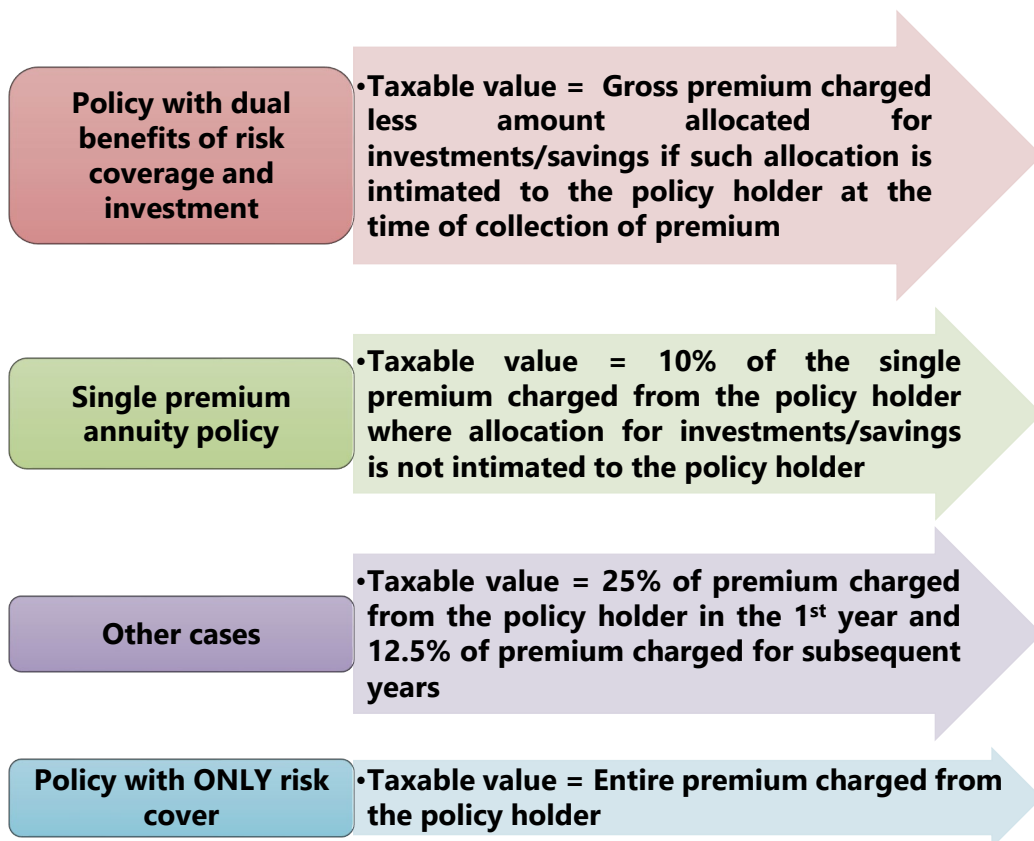 Policy with dual
benefits of risk
coverage and
investment
•Taxable value = Gross premium charged
less amount allocated for
investments/savings if such allocation is
intimated to the policy holder at the
time of collection of premium
Single premium
annuity policy
•Taxable value = 10% of the single
premium charged from the policy holder
where allocation for investments/savings
is not intimated to the policy holder
Other cases
•Taxable value = 25% of premium charged
from the policy holder in the 1st year and
12.5% of premium charged for subsequent
years
Policy with ONLY risk
cover
•Taxable value = Entire premium charged from
the policy holder